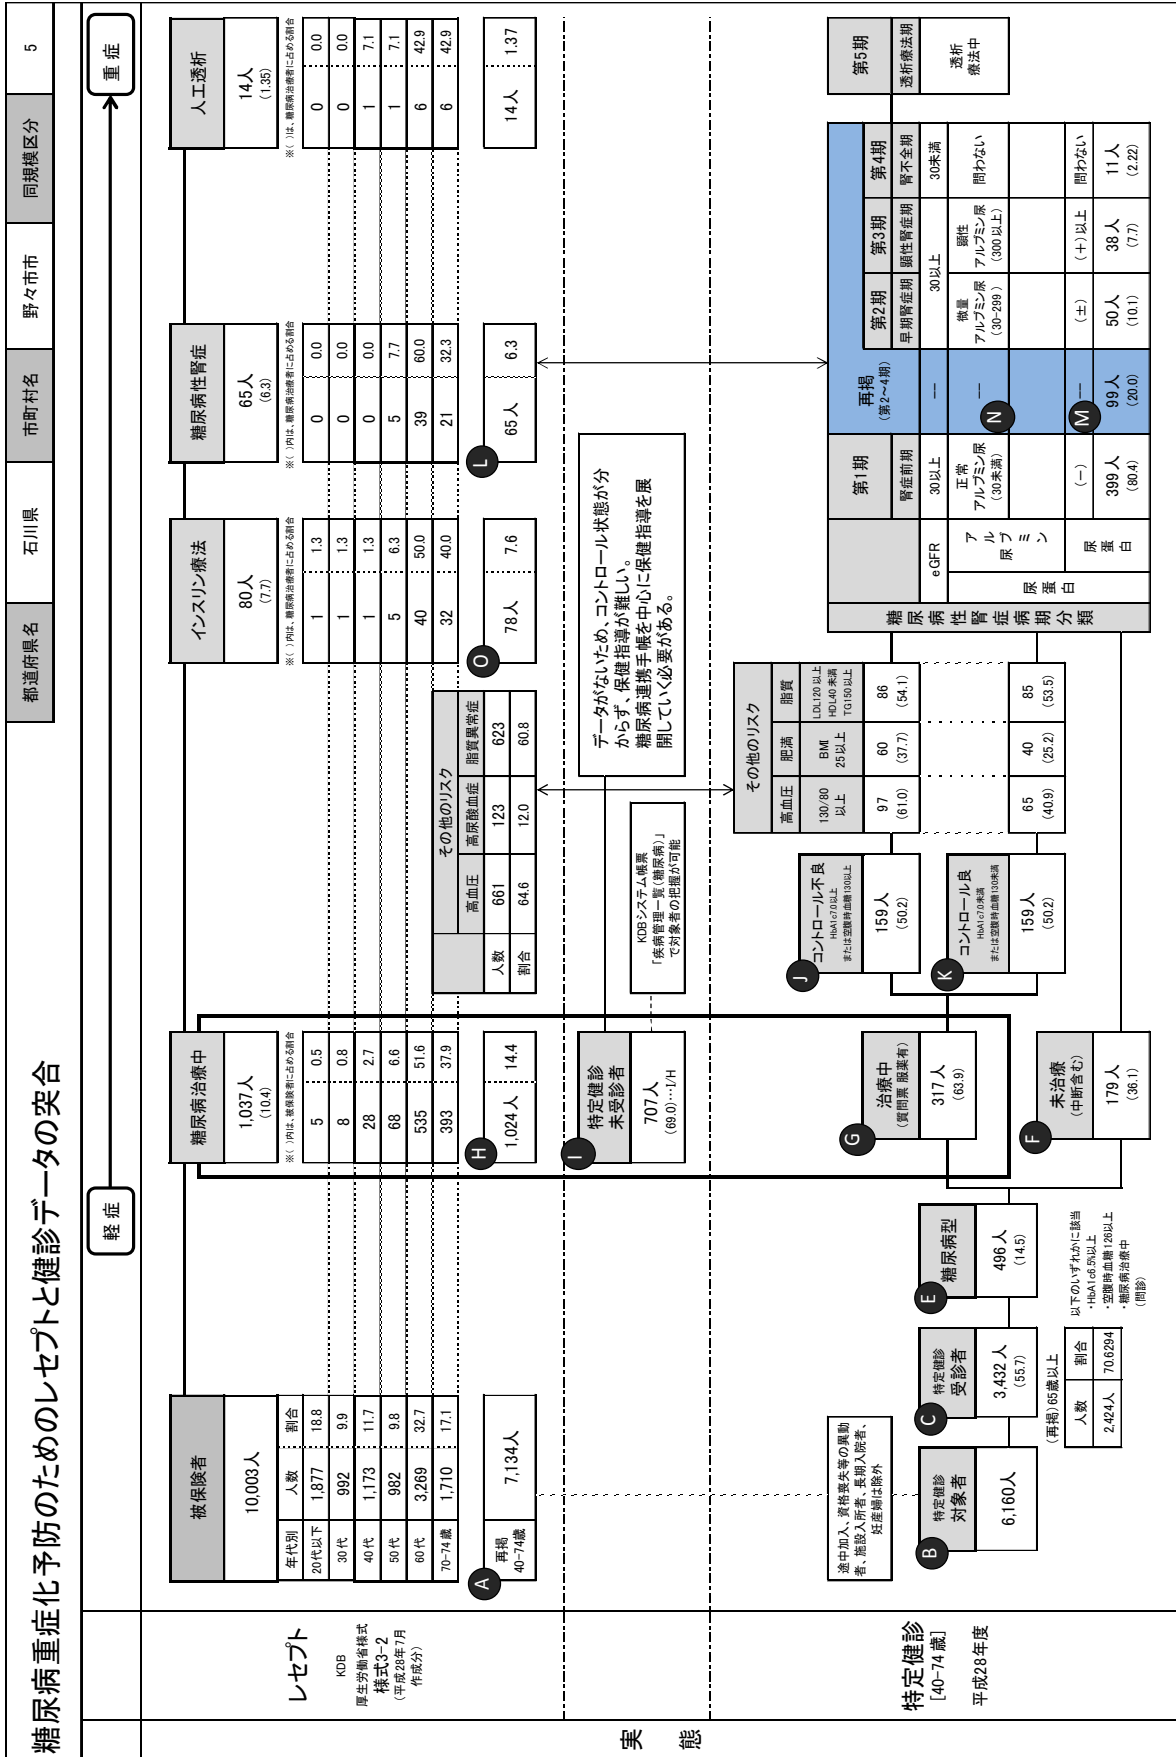 糖尿病重症化予防のためのレセプトと健診データの突合
都道府県名 石川県 市町村名 野々市市 同規模区分 5
軽症 重症
実態
レセプト
KDB
厚生労働省様式
様式3-2
(平成28年7月
作成分)
被保険者
10,003人
年代別 人数 割合
20代以下 1,877 18.8
30代 992 9.9
40代 1,173 11.7
50代 982 9.8
60代 3,269 32.7
70-74歳 1,710 17.1
A
再掲
40-74歳
7,134人
糖尿病治療中
1,037人
(10.4)
※( )内は、被保険者に占める割合
5 0.5
8 0.8
28 2.7
68 6.6
535 51.6
393 37.9
H
1,024人 14.4
インスリン療法
80人
(7.7)
※( )内は、糖尿病治療者に占める割合
1 1.3
1 1.3
1 1.3
5 6.3
40 50.0
32 40.0
O
78人 7.6
糖尿病性腎症
65人
(6.3)
※( )内は、糖尿病治療者に占める割合
0 0.0
0 0.0
0 0.0
5 7.7
39 60.0
21 32.3
L
65人 6.3
人工透析
14人
(1.35)
※( )は、糖尿病治療者に占める割合
0 0.0
0 0.0
1 7.1
1 7.1
6 42.9
6 42.9
14人 1.37
その他のリスク
高血圧 高尿酸血症 脂質異常症
人数 661 123 623
割合 64.6 12.0 60.8
I
特定健診
未受診者
707人
(69.0)…I/H
KDBシステム帳票
「疾病管理一覧(糖尿病)」
で対象者の把握が可能
データがないため、コントロール状態が分
からず、保健指導が難しい。
糖尿病連携手帳を中心に保健指導を展
開していく必要がある。
特定健診
[40-74歳]
平成28年度
途中加入、資格喪失等の異動
者、施設入所者、長期入院者、
妊産婦は除外
B
特定健診
対象者
6,160人
C
特定健診
受診者
3,432人
(55.7)
(再掲)65歳以上
人数 割合
2,424人 70.6294
E
糖尿病型
496人
(14.5)
以下のいずれかに該当
・HbA1c6.5%以上
・空腹時血糖126以上
・糖尿病治療中
(問診)
G
治療中
(質問票 服薬有)
317人
(63.9)
F
未治療
(中断含む)
179人
(36.1)
J
コントロール不良
HbA1c7.0以上
または空腹時血糖130以上
159人
(50.2)
K
コントロール良
HbA1c7.0未満
または空腹時血糖130未満
159人
(50.2)
その他のリスク
高血圧 肥満 脂質
130/80
以上
BMI
25以上
LDL120以上
HDL40未満
TG150以上
97
(61.0)
60
(37.7)
86
(54.1)
65
(40.9)
40
(25.2)
85
(53.5)
糖尿病性腎症病期分類
第1期 再掲
(第2~4期)
第2期 第3期 第4期 第5期
腎症前期 早期腎症期 顕性腎症期 腎不全期 透析療法期
eGFR 30以上 -- 30以上 30未満
尿蛋白
尿アルブミン
正常
アルブミン尿
(30未満)
--
N
微量
アルブミン尿
(30-299)
顕性
アルブミン尿
(300以上)
問わない
透析
療法中
尿蛋白 (-) -- (±) (+)以上 問わない
M
399人
(80.4)
99人
(20.0)
50人
(10.1)
38人
(7.7)
11人
(2.22)